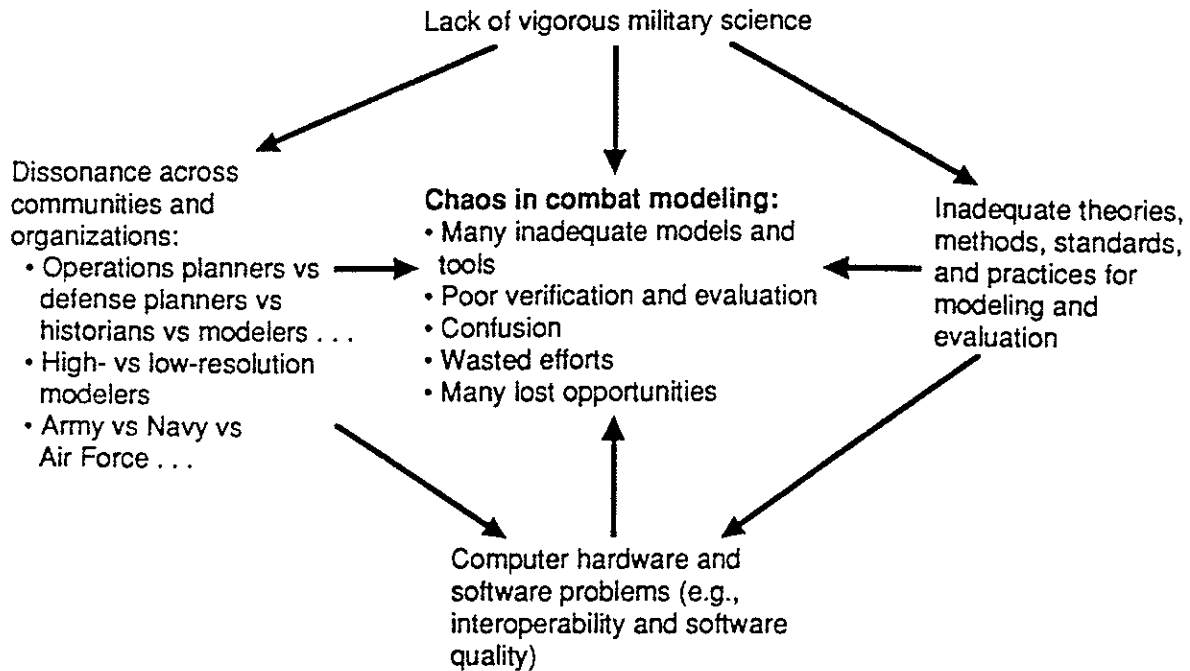 Lack of vigorous military science
Dissonance across
communities and
organizations:
• Operations planners vs
defense planners vs
historians vs modelers . . .
• High- vs low-resolution
modelers
• Army vs Navy vs
Air Force . . .
Chaos in combat modeling:
• Many inadequate models and
tools
• Poor verification and evaluation
• Confusion
• Wasted efforts
• Many lost opportunities
Inadequate theories,
methods, standards,
and practices for
modeling and
evaluation
Computer hardware and
software problems (e.g.,
interoperability and software
quality)